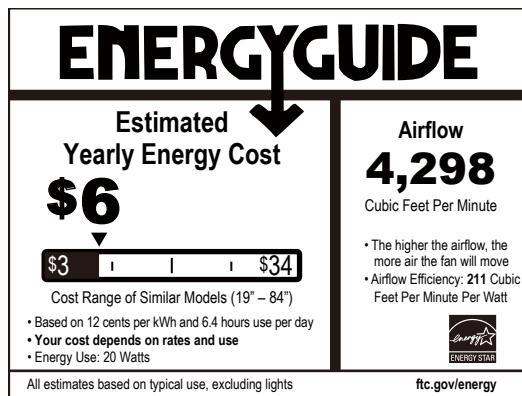 ENERGYGUIDE
Estimated
Yearly Energy Cost
$6
$3
$34
Cost Range of Similar Models (19" – 84")
• Based on 12 cents per kWh and 6.4 hours use per day
• Your cost depends on rates and use
• Energy Use: 20 Watts
Airflow
4,298
Cubic Feet Per Minute
• The higher the airflow, the
more air the fan will move
• Airflow Efficiency: 211 Cubic
Feet Per Minute Per Watt
energy
ENERGY STAR
All estimates based on typical use, excluding lights
ftc.gov/energy